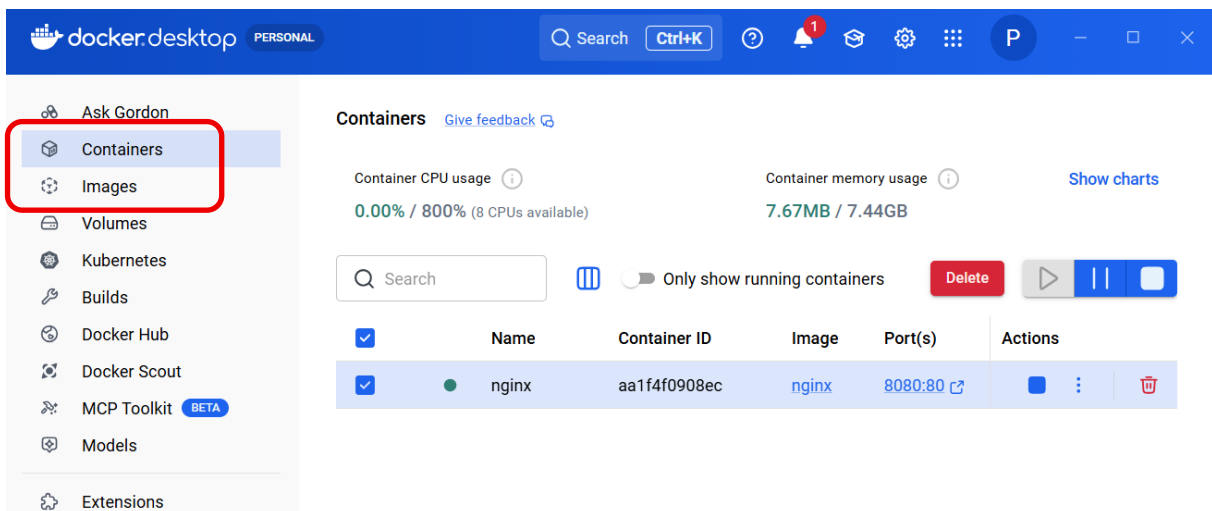 docker.desktop PERSONAL
Search Ctrl+K
1
P
Ask Gordon
Containers
Images
Volumes
Kubernetes
Builds
Docker Hub
Docker Scout
MCP Toolkit BETA
Models
Extensions
Containers Give feedback
Container CPU usage
0.00% / 800% (8 CPUs available)
Container memory usage
7.67MB / 7.44GB
Show charts
Search
Only show running containers
Delete
Name Container ID Image Port(s) Actions
nginx aa1f4f0908ec nginx 8080:80